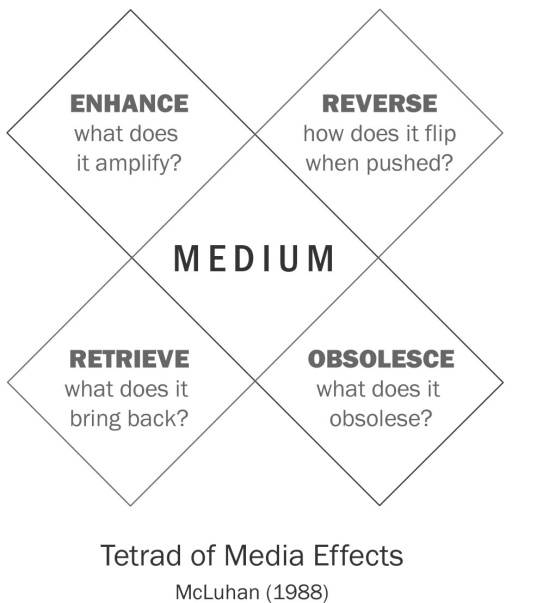 ENHANCE
what does
it amplify?
REVERSE
how does it flip
when pushed?
MEDIUM
RETRIEVE
what does it
bring back?
OBSOLESCE
what does it
obsolese?
Tetrad of Media Effects
McLuhan (1988)